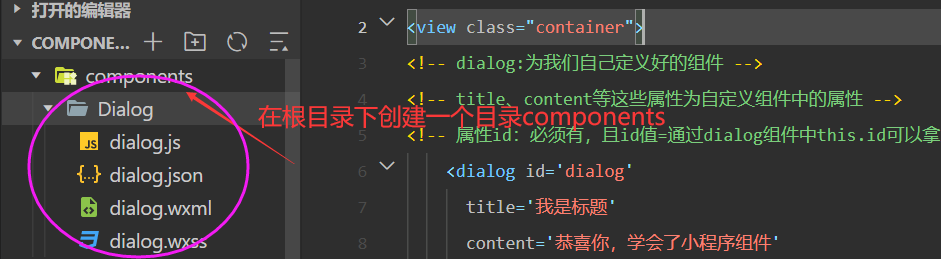 打开的编辑器
COMPONE...
components
Dialog
dialog.js
dialog.json
dialog.wxml
dialog.wxss
在根目录下创建一个目录components
2 <view class="container">
3 <!-- dialog:为我们自己定义好的组件 -->
4 <!-- title、content等这些属性为自定义组件中的属性 -->
5 <!-- 属性id: 必须有，且id值=通过dialog组件中this.id可以拿
6 <dialog id='dialog'
7 title='我是标题'
8 content='恭喜你，学会了小程序组件'